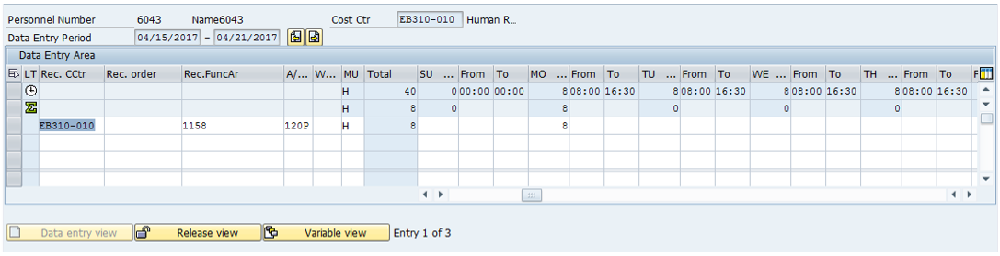 Personnel Number 6043 Name6043 Cost Ctr EB310-010 Human R...
Data Entry Period 04/15/2017 - 04/21/2017
Data Entry Area
LT Rec. CCtr Rec. order Rec.FuncAr A/... W... MU Total SU ... From To MO ... From To TU ... From To WE ... From To TH ... From To F
H 40 0 00:00 00:00 8 08:00 16:30 8 08:00 16:30 8 08:00 16:30 8 08:00 16:30
H 8 0 8 0 0 0
EB310-010 1158 120P H 8 8
Data entry view Release view Variable view Entry 1 of 3